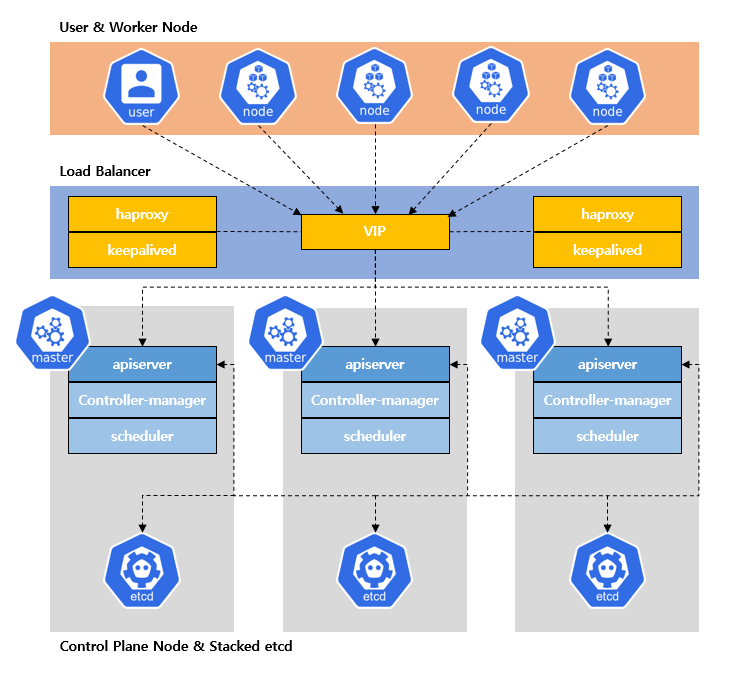 User & Worker Node
user
node
node
node
node
Load Balancer
haproxy
keepalived
VIP
haproxy
keepalived
master
apiserver
Controller-manager
scheduler
master
apiserver
Controller-manager
scheduler
master
apiserver
Controller-manager
scheduler
etcd
etcd
etcd
Control Plane Node & Stacked etcd